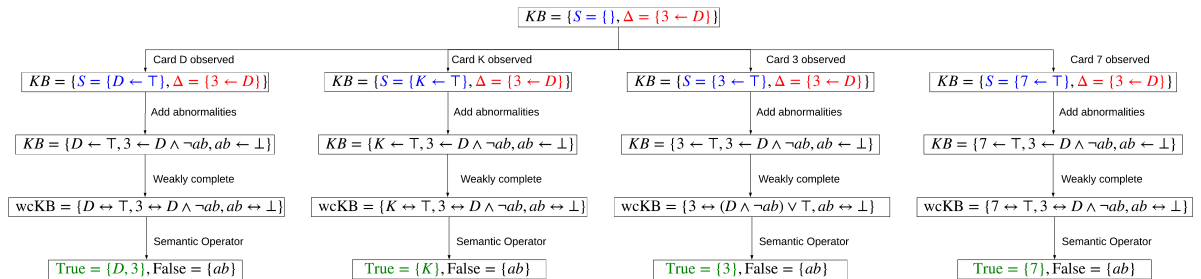 KB = {S = {}, Δ = {3 ← D}}
Card D observed
Card K observed
Card 3 observed
Card 7 observed
KB = {S = {D ← ⊤}, Δ = {3 ← D}}
KB = {S = {K ← ⊤}, Δ = {3 ← D}}
KB = {S = {3 ← ⊤}, Δ = {3 ← D}}
KB = {S = {7 ← ⊤}, Δ = {3 ← D}}
Add abnormalities
Add abnormalities
Add abnormalities
Add abnormalities
KB = {D ← ⊤, 3 ← D ∧ ¬ab, ab ← ⊥}
KB = {K ← ⊤, 3 ← D ∧ ¬ab, ab ← ⊥}
KB = {3 ← ⊤, 3 ← D ∧ ¬ab, ab ← ⊥}
KB = {7 ← ⊤, 3 ← D ∧ ¬ab, ab ← ⊥}
Weakly complete
Weakly complete
Weakly complete
Weakly complete
wcKB = {D ↔ ⊤, 3 ↔ D ∧ ¬ab, ab ↔ ⊥}
wcKB = {K ↔ ⊤, 3 ↔ D ∧ ¬ab, ab ↔ ⊥}
wcKB = {3 ↔ (D ∧ ¬ab) ∨ ⊤, ab ↔ ⊥}
wcKB = {7 ↔ ⊤, 3 ↔ D ∧ ¬ab, ab ↔ ⊥}
Semantic Operator
Semantic Operator
Semantic Operator
Semantic Operator
True = {D, 3}, False = {ab}
True = {K}, False = {ab}
True = {3}, False = {ab}
True = {7}, False = {ab}